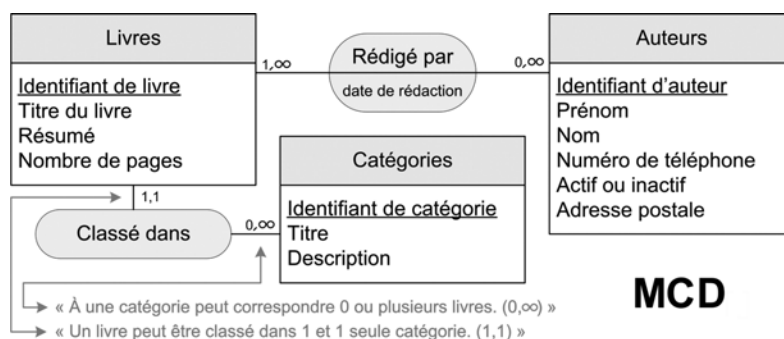 Livres
Identifiant de livre
Titre du livre
Résumé
Nombre de pages
1,∞
Rédigé par
date de rédaction
0,∞
Auteurs
Identifiant d'auteur
Prénom
Nom
Numéro de téléphone
Actif ou inactif
Adresse postale
1,1
Classé dans
0,∞
Catégories
Identifiant de catégorie
Titre
Description
MCD
« À une catégorie peut correspondre 0 ou plusieurs livres. (0,∞) »
« Un livre peut être classé dans 1 et 1 seule catégorie. (1,1) »